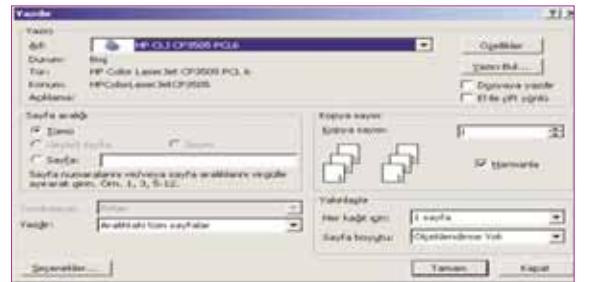 Yazdır
Yazıcı
Adı: HP CLJ CP3505 PCL6
Özellikler
Durum: Boş
Yazıcı Bul...
Tür: HP Color LaserJet CP3505 PCL 6
Konum: HPColorLaserJetCP3505
Dosyaya yazdır
Açıklama:
El ile çift yönlü
Sayfa aralığı
Kopya sayısı
Tümü
Kopya sayısı: 1
Geçerli sayfa
Seçim
Sayfa:
Harmanla
Sayfa numaralarını ve/veya sayfa aralıklarını virgülle
ayırarak girin. Örn. 1, 3, 5-12.
Yakınlaştır
Her kağıt için: 1 sayfa
Yazdır: Aralıktaki tüm sayfalar
Sayfa boyutu: Ölçeklendirme Yok
Seçenekler...
Tamam
Kapat